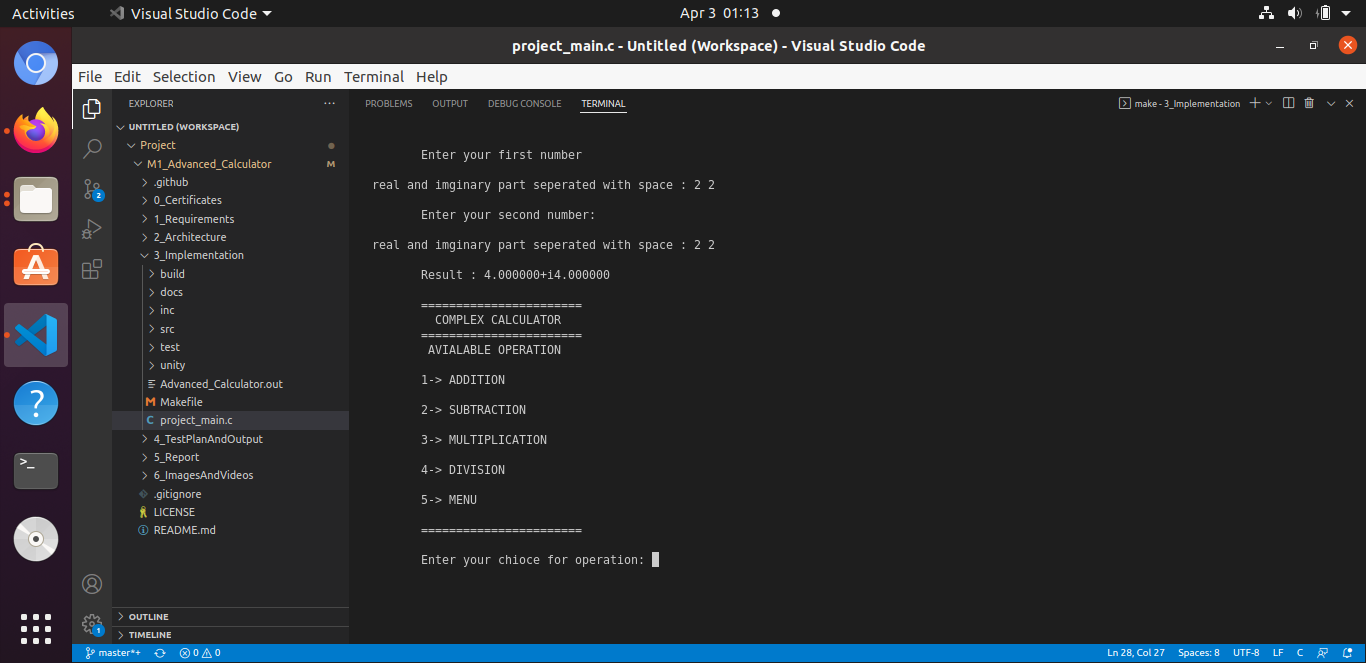 Activities
Visual Studio Code
Apr 3 01:13
project_main.c - Untitled (Workspace) - Visual Studio Code
File Edit Selection View Go Run Terminal Help
EXPLORER
UNTITLED (WORKSPACE)
Project
M1_Advanced_Calculator M
.github
0_Certificates
1_Requirements
2_Architecture
3_Implementation
build
docs
inc
src
test
unity
Advanced_Calculator.out
Makefile
project_main.c
4_TestPlanAndOutput
5_Report
6_ImagesAndVideos
.gitignore
LICENSE
README.md
OUTLINE
TIMELINE
2
1
PROBLEMS OUTPUT DEBUG CONSOLE TERMINAL
make - 3_Implementation
Enter your first number
real and imginary part seperated with space : 2 2
Enter your second number:
real and imginary part seperated with space : 2 2
Result : 4.000000+i4.000000
=======================
COMPLEX CALCULATOR
=======================
AVIALABLE OPERATION
1-> ADDITION
2-> SUBTRACTION
3-> MULTIPLICATION
4-> DIVISION
5-> MENU
=======================
Enter your chioce for operation:
master*+ 0 0
Ln 28, Col 27 Spaces: 8 UTF-8 LF C